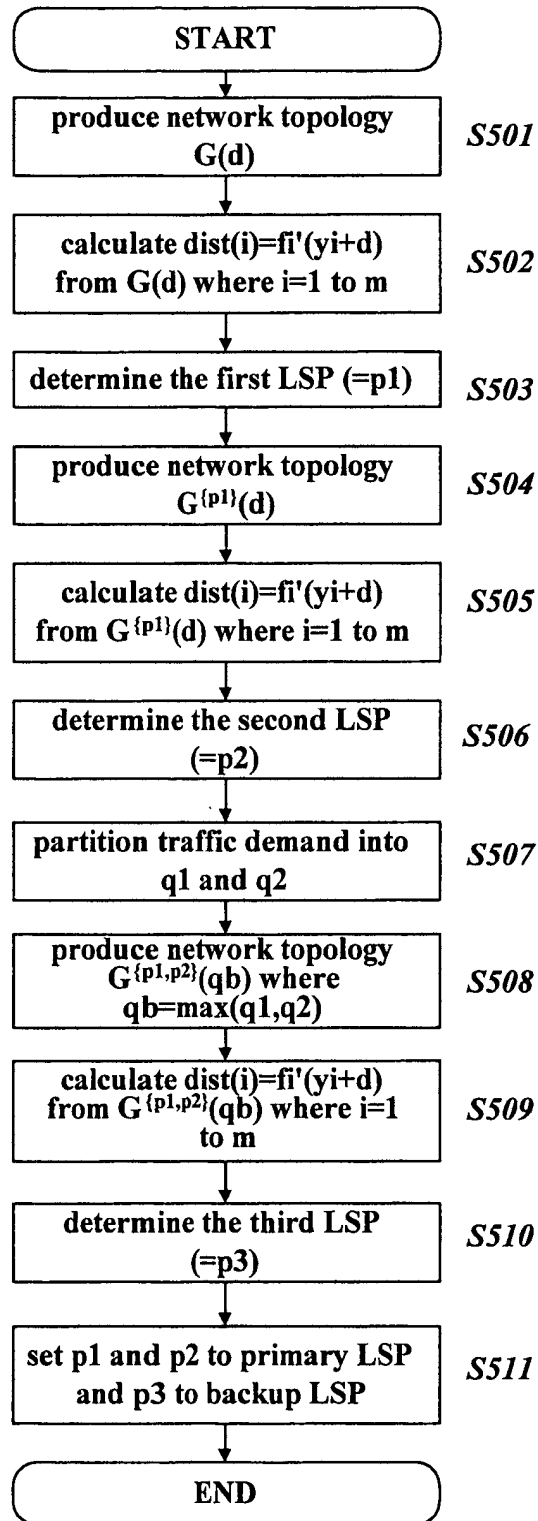 START
produce network topology
G(d)
S501
calculate dist(i)=fi'(yi+d)
from G(d) where i=1 to m
S502
determine the first LSP (=p1)
S503
produce network topology
G^{p1}(d)
S504
calculate dist(i)=fi'(yi+d)
from G^{p1}(d) where i=1 to m
S505
determine the second LSP
(=p2)
S506
partition traffic demand into
q1 and q2
S507
produce network topology
G^{p1,p2}(qb) where
qb=max(q1,q2)
S508
calculate dist(i)=fi'(yi+d)
from G^{p1,p2}(qb) where i=1
to m
S509
determine the third LSP
(=p3)
S510
set p1 and p2 to primary LSP
and p3 to backup LSP
S511
END